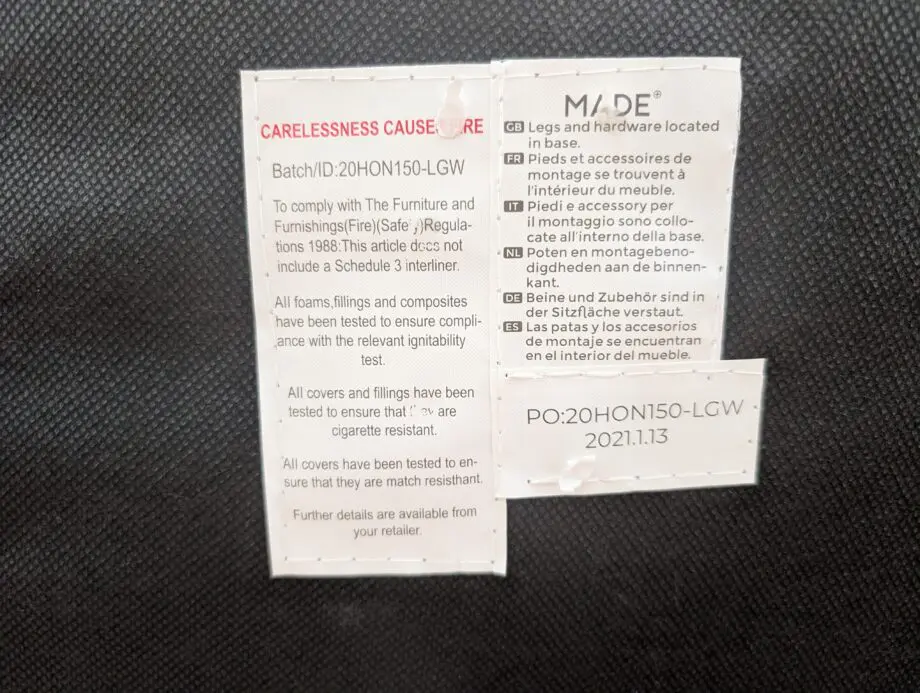 CARELESSNESS CAUSE
Batch/ID:20HON150-LGW
To comply with The Furniture and
Furnishings(Fire)(Safe y)Regula-
tions 1988:This article does not
include a Schedule 3 interliner.
All foams,fillings and composites
have been tested to ensure compli-
ance with the relevant ignitability
test.
All covers and fillings have been
tested to ensure that are
cigarette resistant.
All covers have been tested to en-
sure that they are match resisthant.
Further details are available from
your retailer.
MADE
GB Legs and hardware located
in base.
FR Pieds et accessoires de
montage se trouvent à
l'intérieur du meuble.
IT Piedi e accessory per
il montaggio sono collo-
cate all'interno della base.
NL Poten en montagebeno-
digdheden aan de binnen-
kant.
DE Beine und Zubehör sind in
der Sitzfläche verstaut.
ES Las patas y los accesorios
de montaje se encuentran
en el interior del mueble.
PO:20HON150-LGW
2021.1.13